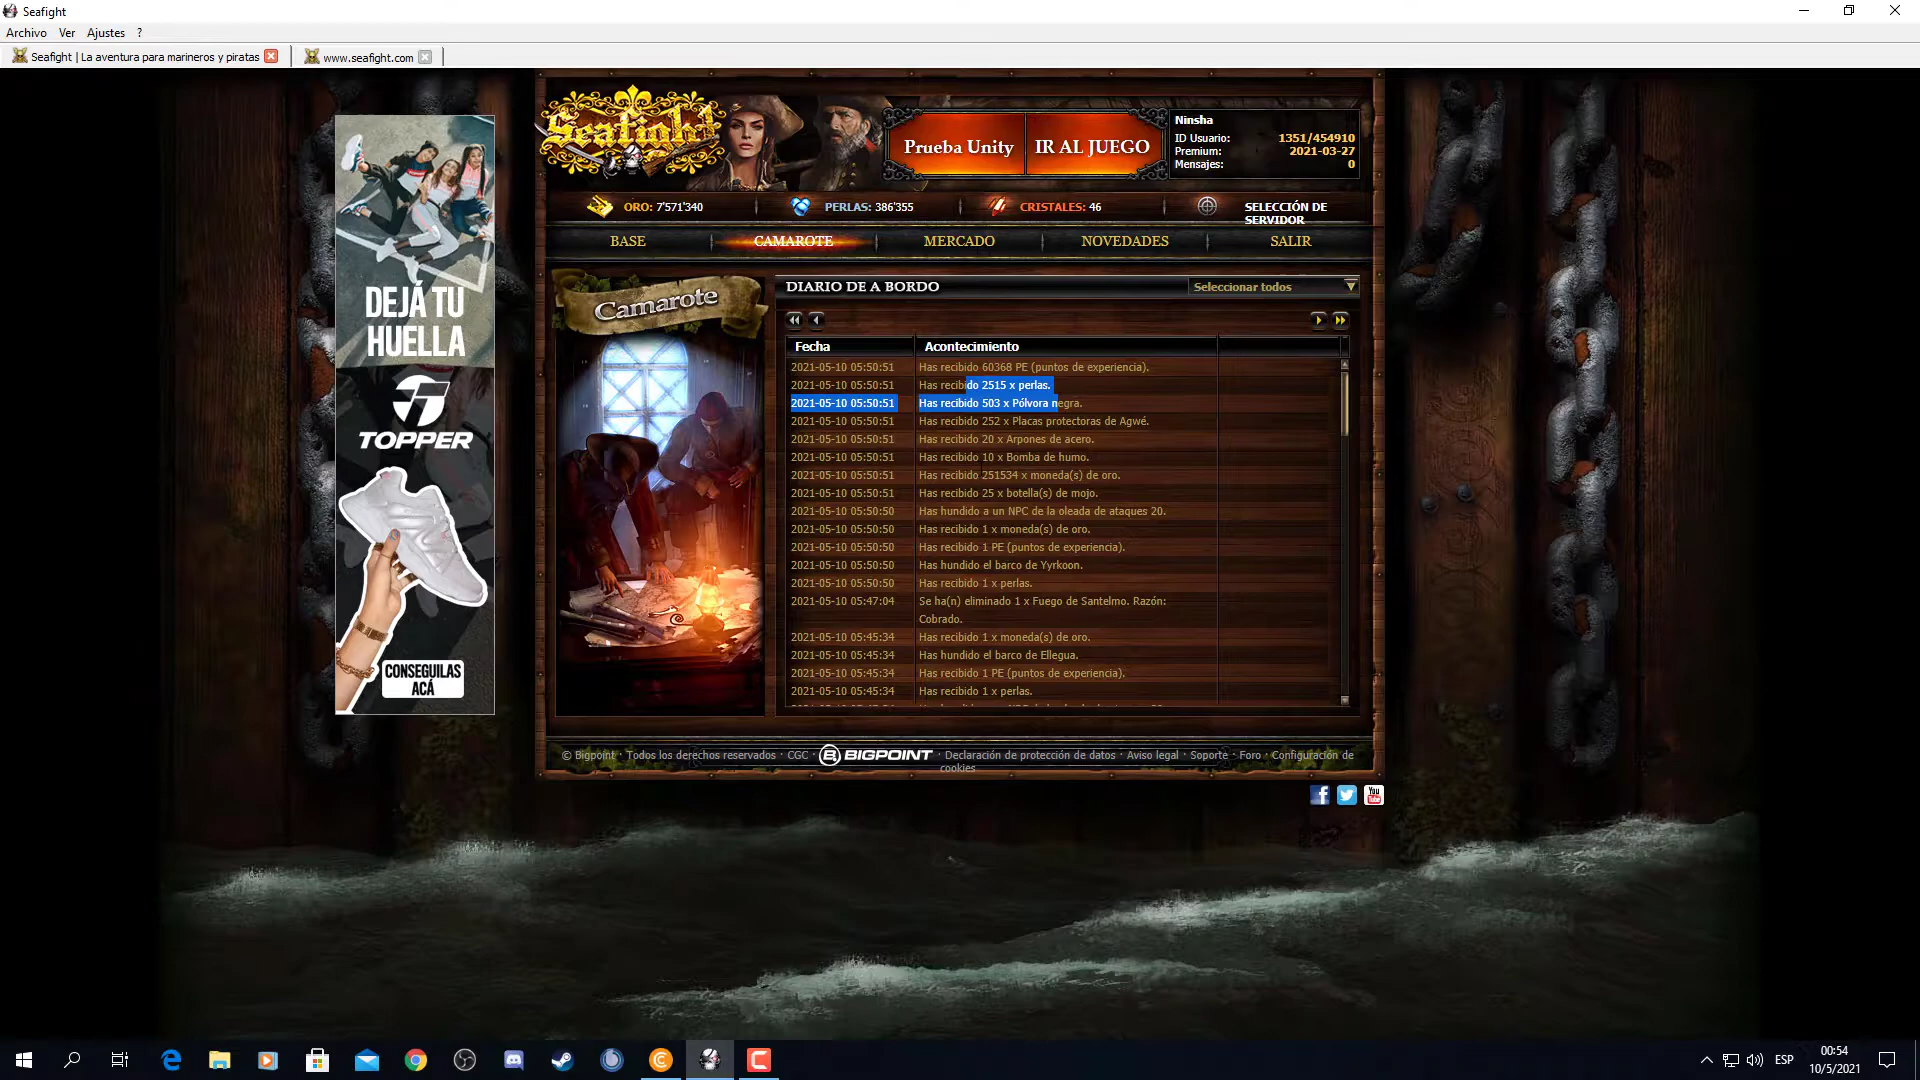 Seafight
Archivo Ver Ajustes ?
Seafight | La aventura para marineros y piratas www.seafight.com
Seafight
Prueba Unity IR AL JUEGO
Ninsha
ID Usuario: 1351/454910
Premium: 2021-03-27
Mensajes: 0
ORO: 7'571'340 PERLAS: 386'355 CRISTALES: 46 SELECCIÓN DE
SERVIDOR
BASE CAMAROTE MERCADO NOVEDADES SALIR
DEJÁ TU
HUELLA
TOPPER
CONSEGUILAS
ACÁ
Camarote
DIARIO DE A BORDO Seleccionar todos
Fecha Acontecimiento
2021-05-10 05:50:51 Has recibido 60368 PE (puntos de experiencia).
2021-05-10 05:50:51 Has recibido 2515 x perlas.
2021-05-10 05:50:51 Has recibido 503 x Pólvora negra.
2021-05-10 05:50:51 Has recibido 252 x Placas protectoras de Agwé.
2021-05-10 05:50:51 Has recibido 20 x Arpones de acero.
2021-05-10 05:50:51 Has recibido 10 x Bomba de humo.
2021-05-10 05:50:51 Has recibido 251534 x moneda(s) de oro.
2021-05-10 05:50:51 Has recibido 25 x botella(s) de mojo.
2021-05-10 05:50:50 Has hundido a un NPC de la oleada de ataques 20.
2021-05-10 05:50:50 Has recibido 1 x moneda(s) de oro.
2021-05-10 05:50:50 Has recibido 1 PE (puntos de experiencia).
2021-05-10 05:50:50 Has hundido el barco de Yyrkoon.
2021-05-10 05:50:50 Has recibido 1 x perlas.
2021-05-10 05:47:04 Se ha(n) eliminado 1 x Fuego de Santelmo. Razón:
Cobrado.
2021-05-10 05:45:34 Has recibido 1 x moneda(s) de oro.
2021-05-10 05:45:34 Has hundido el barco de Ellegua.
2021-05-10 05:45:34 Has recibido 1 PE (puntos de experiencia).
2021-05-10 05:45:34 Has recibido 1 x perlas.
© Bigpoint · Todos los derechos reservados · CGC · BIGPOINT · Declaración de protección de datos · Aviso legal · Soporte · Foro · Configuración de
cookies
You
Tube
ESP
00:54
10/5/2021